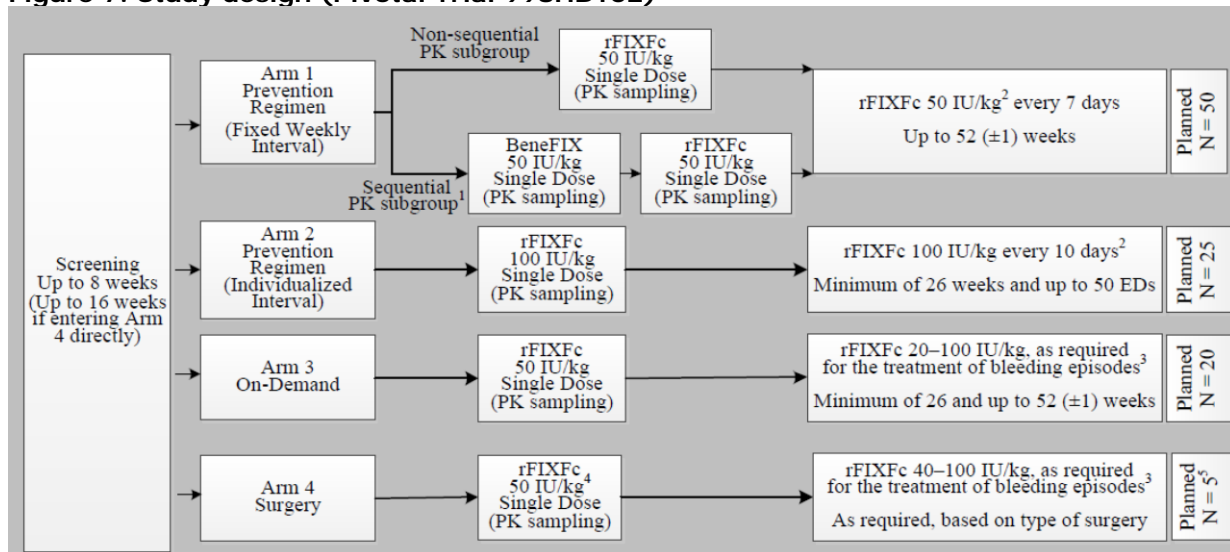 Figure 7. Study design (Pivotal Trial 998HB102)
Screening
Up to 8 weeks
(Up to 16 weeks
if entering Arm
4 directly)
Arm 1
Prevention
Regimen
(Fixed Weekly
Interval)
Non-sequential
PK subgroup
rFIXFc
50 IU/kg
Single Dose
(PK sampling)
Sequential
PK subgroup¹
BeneFIX
50 IU/kg
Single Dose
(PK sampling)
rFIXFc
50 IU/kg
Single Dose
(PK sampling)
rFIXFc 50 IU/kg² every 7 days
Up to 52 (±1) weeks
Planned
N = 50
Arm 2
Prevention
Regimen
(Individualized
Interval)
rFIXFc
100 IU/kg
Single Dose
(PK sampling)
rFIXFc 100 IU/kg every 10 days²
Minimum of 26 weeks and up to 50 EDs
Planned
N = 25
Arm 3
On-Demand
rFIXFc
50 IU/kg
Single Dose
(PK sampling)
rFIXFc 20–100 IU/kg, as required
for the treatment of bleeding episodes³
Minimum of 26 and up to 52 (±1) weeks
Planned
N = 20
Arm 4
Surgery
rFIXFc
50 IU/kg⁴
Single Dose
(PK sampling)
rFIXFc 40–100 IU/kg, as required
for the treatment of bleeding episodes³
As required, based on type of surgery
Planned
N = 5⁵